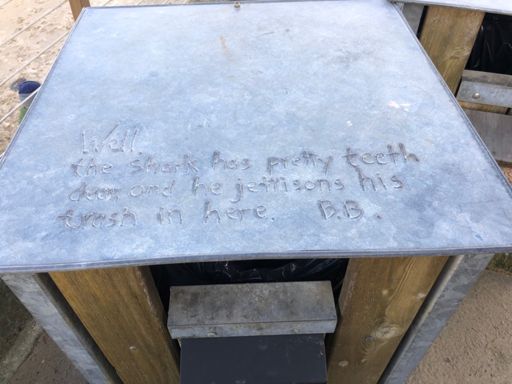 Well.
the shark has pretty teeth
dear and he jettisons his
trash in here. B.B.